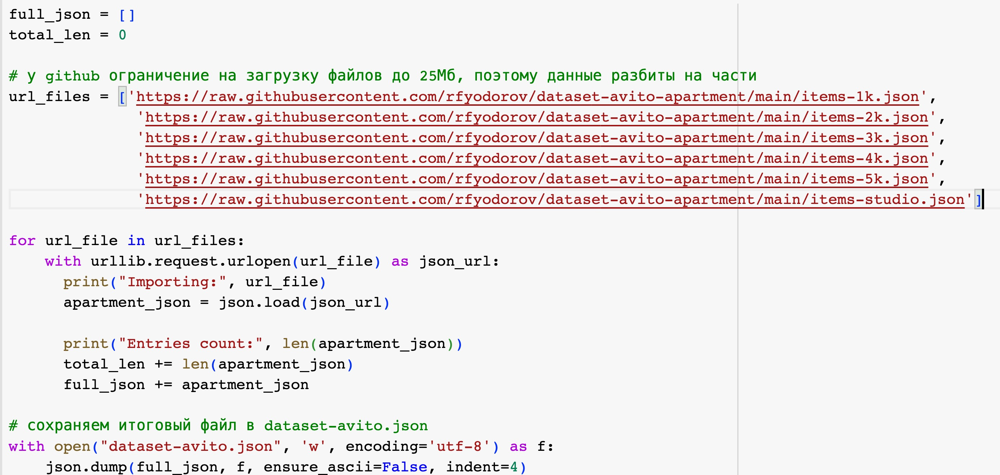 full_json = []
total_len = 0
# у github ограничение на загрузку файлов до 25Мб, поэтому данные разбиты на части
url_files = ['https://raw.githubusercontent.com/rfyodorov/dataset-avito-apartment/main/items-1k.json',
'https://raw.githubusercontent.com/rfyodorov/dataset-avito-apartment/main/items-2k.json',
'https://raw.githubusercontent.com/rfyodorov/dataset-avito-apartment/main/items-3k.json',
'https://raw.githubusercontent.com/rfyodorov/dataset-avito-apartment/main/items-4k.json',
'https://raw.githubusercontent.com/rfyodorov/dataset-avito-apartment/main/items-5k.json',
'https://raw.githubusercontent.com/rfyodorov/dataset-avito-apartment/main/items-studio.json']
for url_file in url_files:
with urllib.request.urlopen(url_file) as json_url:
print("Importing:", url_file)
apartment_json = json.load(json_url)
print("Entries count:", len(apartment_json))
total_len += len(apartment_json)
full_json += apartment_json
# сохраняем итоговый файл в dataset-avito.json
with open("dataset-avito.json", 'w', encoding='utf-8') as f:
json.dump(full_json, f, ensure_ascii=False, indent=4)